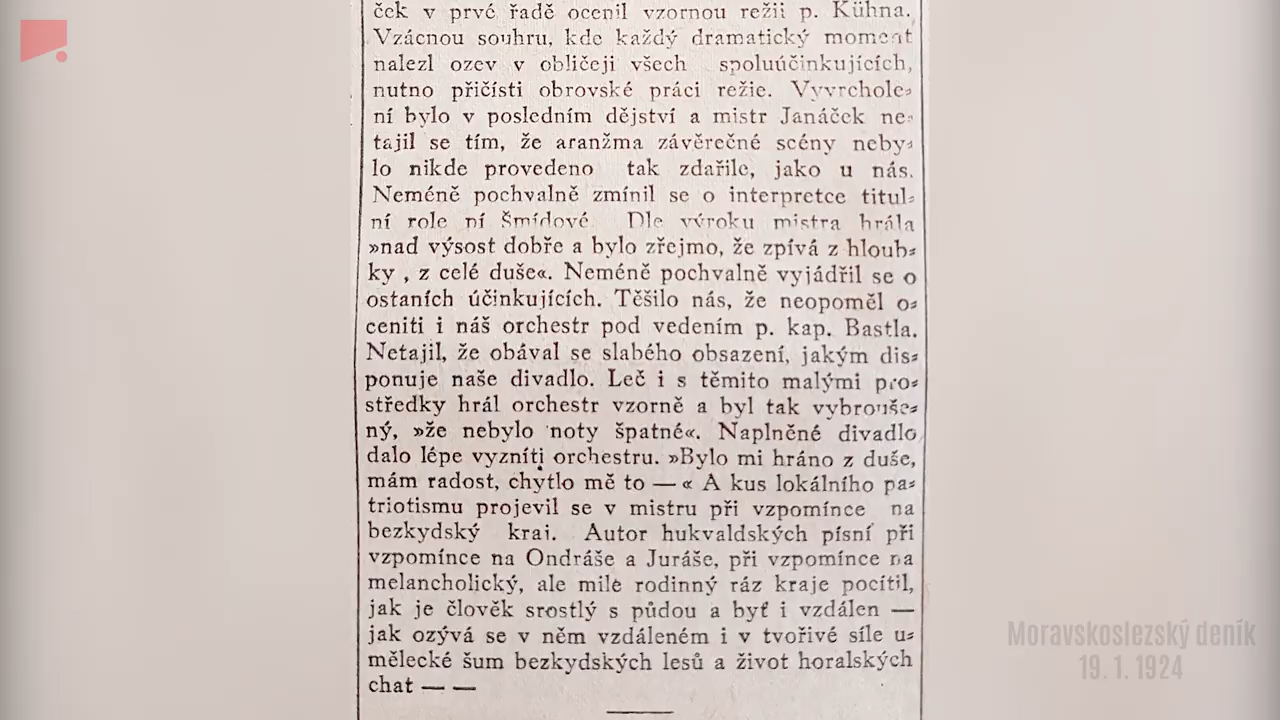 ček v prvé řadě ocenil vzornou režii p. Kühna.
Vzácnou souhru, kde každý dramatický moment
nalezl ozev v obličeji všech spoluúčinkujících,
nutno přičísti obrovské práci režie. Vyvrchole-
ní bylo v posledním dějství a mistr Janáček ne-
tajil se tím, že aranžma závěrečné scény neby-
lo nikde provedeno tak zdařile, jako u nás.
Neméně pochvalně zmínil se o interpretce titul-
ní role pí Šmídové Dle výroku mistra hrála
»nad výsost dobře a bylo zřejmo, že zpívá z hloub-
ky , z celé duše«. Neméně pochvalně vyjádřil se o
ostaních účinkujících. Těšilo nás, že neopoměl o-
ceniti i náš orchestr pod vedením p. kap. Bastla.
Netajil, že obával se slabého obsazení, jakým dis-
ponuje naše divadlo. Leč i s těmito malými pro-
středky hrál orchestr vzorně a byl tak vybrouše-
ný, »že nebylo noty špatné«. Naplněné divadlo
dalo lépe vyzníti orchestru. »Bylo mi hráno z duše,
mám radost, chytlo mě to — « A kus lokálního pa-
triotismu projevil se v mistru při vzpomínce na
bezkydský kraj. Autor hukvaldských písní při
vzpomínce na Ondráše a Juráše, při vzpomínce na
melancholický, ale milé rodinný ráz kraje pocítil,
jak je člověk srostlý s půdou a byť i vzdálen —
jak ozývá se v něm vzdáleném i v tvořivé síle u-
mělecké šum bezkydských lesů a život horalských
chat — —
Moravskoslezský deník
19. 1. 1924